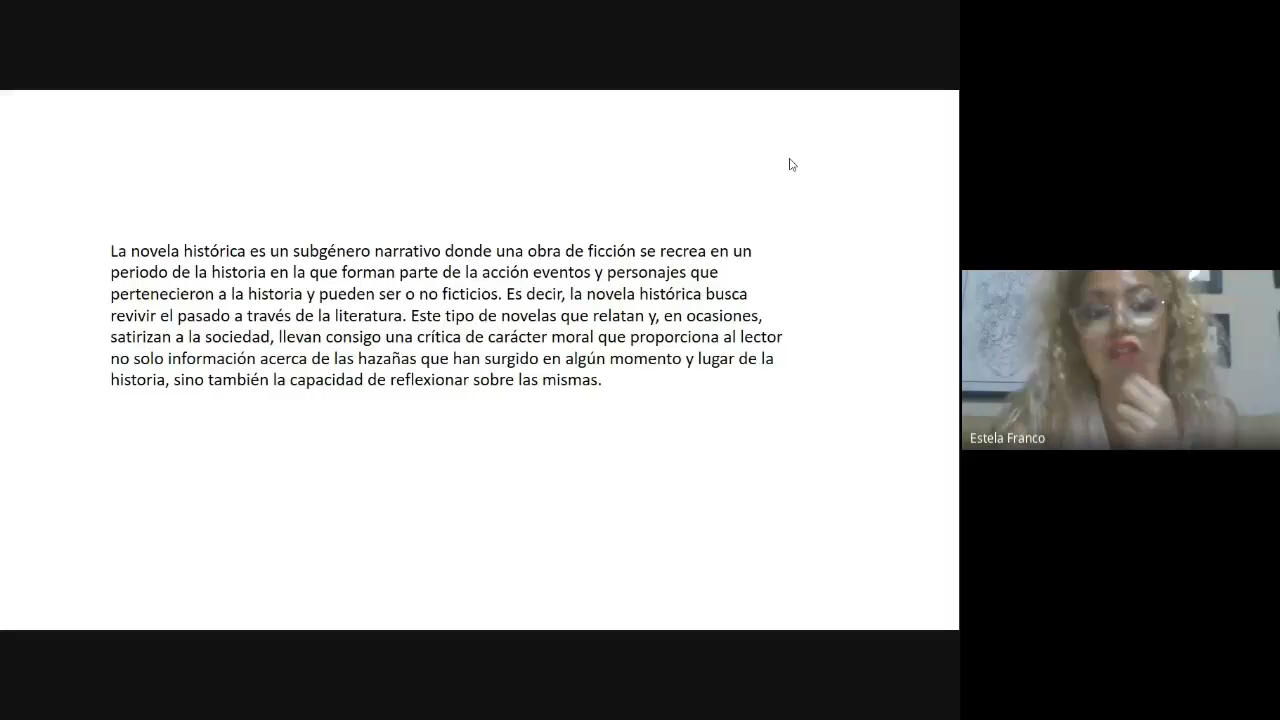 La novela histórica es un subgénero narrativo donde una obra de ficción se recrea en un
periodo de la historia en la que forman parte de la acción eventos y personajes que
pertenecieron a la historia y pueden ser o no ficticios. Es decir, la novela histórica busca
revivir el pasado a través de la literatura. Este tipo de novelas que relatan y, en ocasiones,
satirizan a la sociedad, llevan consigo una crítica de carácter moral que proporciona al lector
no solo información acerca de las hazañas que han surgido en algún momento y lugar de la
historia, sino también la capacidad de reflexionar sobre las mismas.
Estela Franco